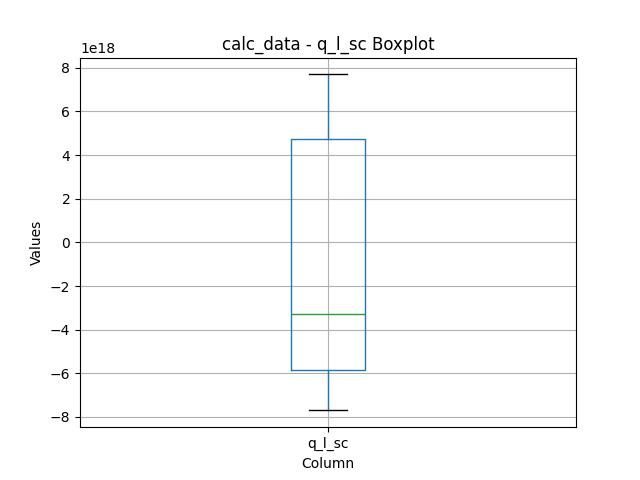 calc_data - q_l_sc Boxplot
1e18
8
6
4
2
0
−2
−4
−6
−8
Values
q_l_sc
Column